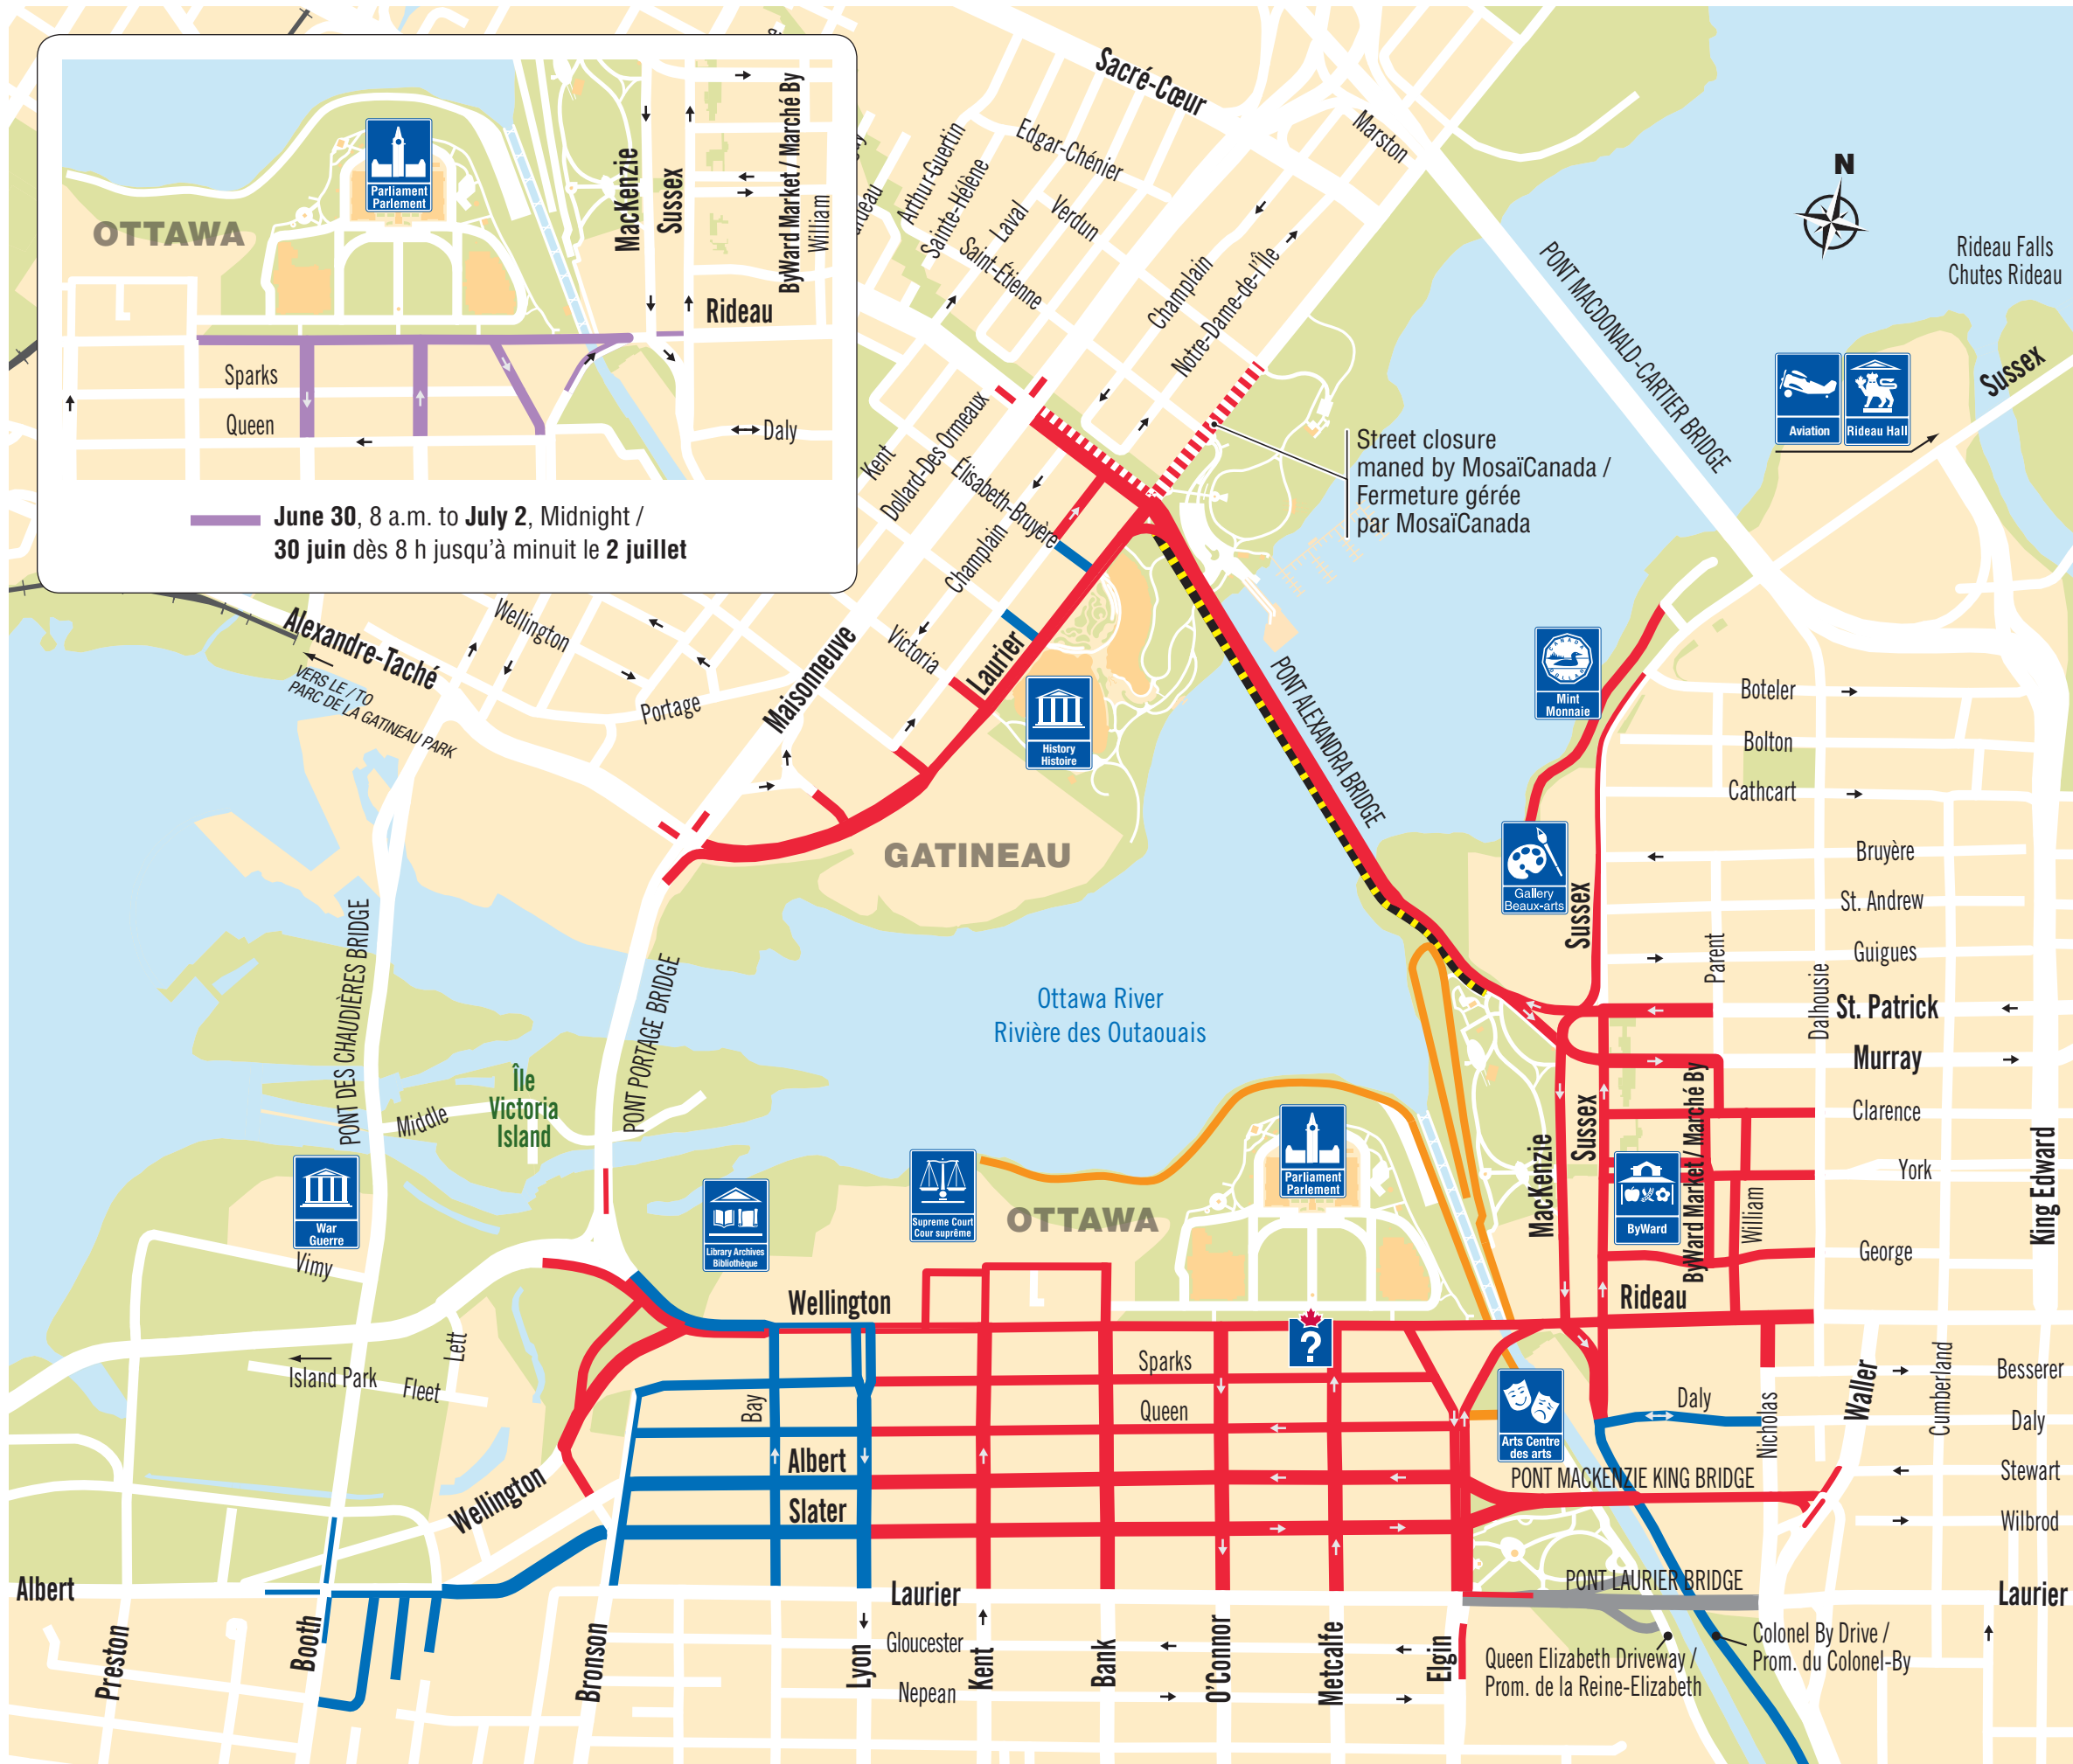 OTTAWA
Parliament
Parlement
MacKenzie
Sussex
ByWard Market / Marché By
William
Rideau
Sparks
Queen
Daly
June 30, 8 a.m. to July 2, Midnight /
30 juin dès 8 h jusqu'à minuit le 2 juillet
Sacré-Cœur
Marston
Edgar-Chénier
Arthur-Guertin
Sainte-Hélène
Laval
Verdun
Saint-Étienne
Champlain
Notre-Dame-de-l'Île
Kent
Dollard-Des Ormeaux
Élisabeth-Bruyère
Champlain
Victoria
Laurier
Maisonneuve
Street closure
maned by MosaïCanada /
Fermeture gérée
par MosaïCanada
PONT MACDONALD-CARTIER BRIDGE
N
Rideau Falls
Chutes Rideau
Sussex
Aviation
Rideau Hall
Alexandre-Taché
VERS LE / TO
PARC DE LA GATINEAU PARK
Wellington
Portage
History
Histoire
GATINEAU
PONT ALEXANDRA BRIDGE
CANADA
DOLLAR
Mint
Monnaie
Gallery
Beaux-arts
Sussex
Boteler
Bolton
Cathcart
Bruyère
St. Andrew
Guigues
Parent
Dalhousie
St. Patrick
Murray
Clarence
York
George
King Edward
Ottawa River
Rivière des Outaouais
PONT DES CHAUDIÈRES BRIDGE
PONT PORTAGE BRIDGE
Middle
Île
Victoria
Island
War
Guerre
Vimy
Library Archives
Bibliothèque
Supreme Court
Cour suprême
OTTAWA
Parliament
Parlement
MacKenzie
Sussex
ByWard Market / Marché By
ByWard
William
Rideau
Wellington
?
Sparks
Queen
Bay
Albert
Slater
Lett
Island Park
Fleet
Wellington
Arts Centre
des arts
Daly
Nicholas
Waller
Cumberland
Besserer
Daly
Stewart
Wilbrod
PONT MACKENZIE KING BRIDGE
PONT LAURIER BRIDGE
Albert
Laurier
Laurier
Preston
Booth
Bronson
Lyon
Gloucester
Nepean
Kent
Bank
O'Connor
Metcalfe
Elgin
Queen Elizabeth Driveway /
Prom. de la Reine-Elizabeth
Colonel By Drive /
Prom. du Colonel-By